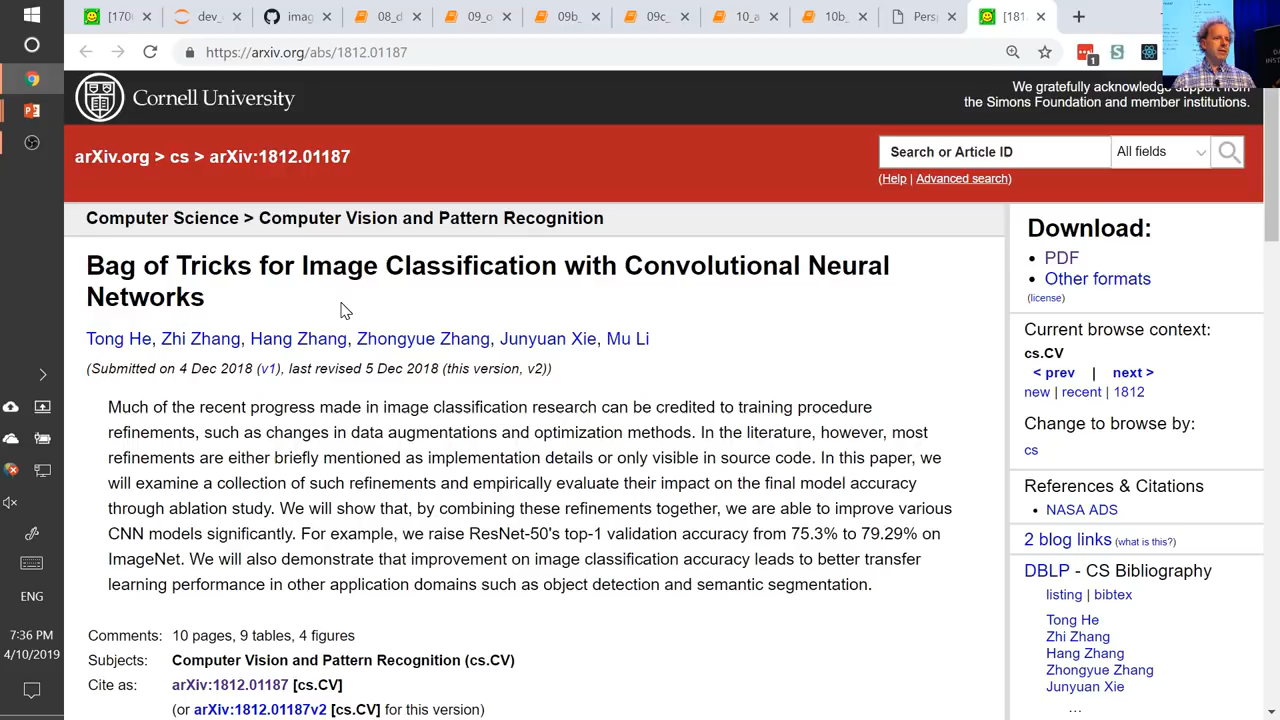 [170
dev_
imag
08_d
09_o
09b_
09c_
10_a
10b_
Pers
[181
https://arxiv.org/abs/1812.01187
1
Cornell University
We gratefully acknowledge support from
the Simons Foundation and member institutions.
arXiv.org > cs > arXiv:1812.01187
Search or Article ID
All fields
(Help | Advanced search)
Computer Science > Computer Vision and Pattern Recognition
Bag of Tricks for Image Classification with Convolutional Neural
Networks
Tong He, Zhi Zhang, Hang Zhang, Zhongyue Zhang, Junyuan Xie, Mu Li
(Submitted on 4 Dec 2018 (v1), last revised 5 Dec 2018 (this version, v2))
Much of the recent progress made in image classification research can be credited to training procedure
refinements, such as changes in data augmentations and optimization methods. In the literature, however, most
refinements are either briefly mentioned as implementation details or only visible in source code. In this paper, we
will examine a collection of such refinements and empirically evaluate their impact on the final model accuracy
through ablation study. We will show that, by combining these refinements together, we are able to improve various
CNN models significantly. For example, we raise ResNet-50's top-1 validation accuracy from 75.3% to 79.29% on
ImageNet. We will also demonstrate that improvement on image classification accuracy leads to better transfer
learning performance in other application domains such as object detection and semantic segmentation.
Comments: 10 pages, 9 tables, 4 figures
Subjects: Computer Vision and Pattern Recognition (cs.CV)
Cite as: arXiv:1812.01187 [cs.CV]
(or arXiv:1812.01187v2 [cs.CV] for this version)
Download:
PDF
Other formats
(license)
Current browse context:
cs.CV
< prev | next >
new | recent | 1812
Change to browse by:
cs
References & Citations
NASA ADS
2 blog links (what is this?)
DBLP - CS Bibliography
listing | bibtex
Tong He
Zhi Zhang
Hang Zhang
Zhongyue Zhang
Junyuan Xie
...
ENG
7:36 PM
4/10/2019